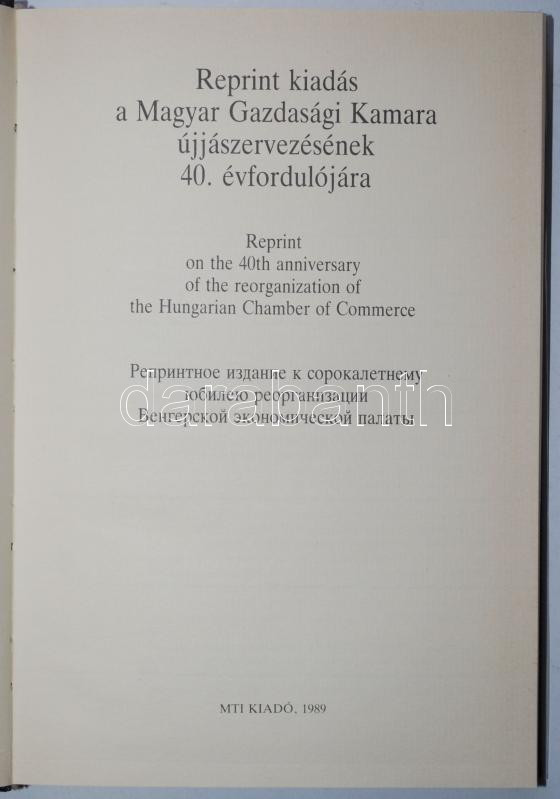 Reprint kiadás
a Magyar Gazdasági Kamara
újjászervezésének
40. évfordulójára
Reprint
on the 40th anniversary
of the reorganization of
the Hungarian Chamber of Commerce
Репринтное издание к сорокалетнему
юбилею реорганизации
Венгерской экономической палаты
darabanth
MTI KIADÓ, 1989